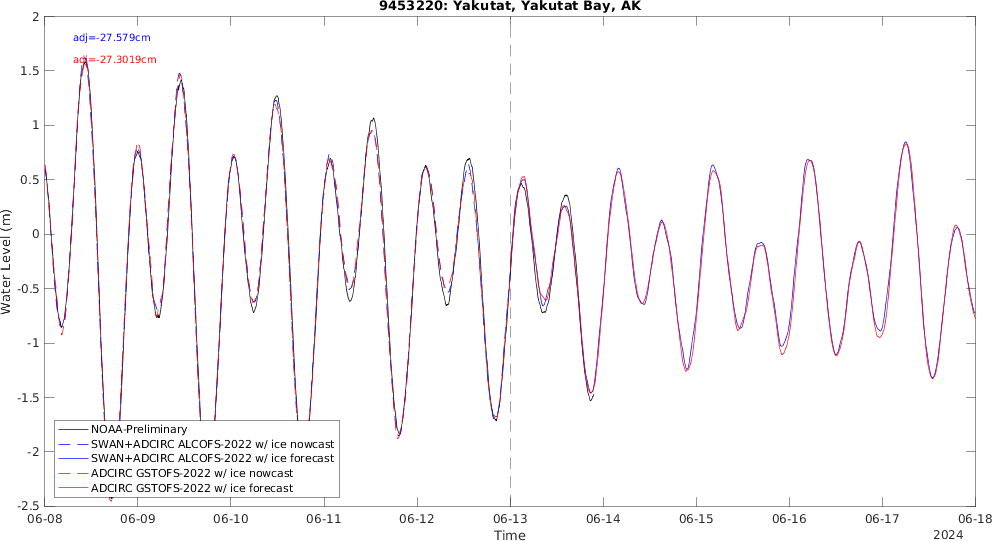 9453220: Yakutat, Yakutat Bay, AK
adj=-27.579cm
adj=-27.3019cm
Water Level (m)
2
1.5
1
0.5
0
-0.5
-1
-1.5
-2
-2.5
NOAA-Preliminary
SWAN+ADCIRC ALCOFS-2022 w/ ice nowcast
SWAN+ADCIRC ALCOFS-2022 w/ ice forecast
ADCIRC GSTOFS-2022 w/ ice nowcast
ADCIRC GSTOFS-2022 w/ ice forecast
06-08 06-09 06-10 06-11 06-12 06-13 06-14 06-15 06-16 06-17 06-18
Time
2024